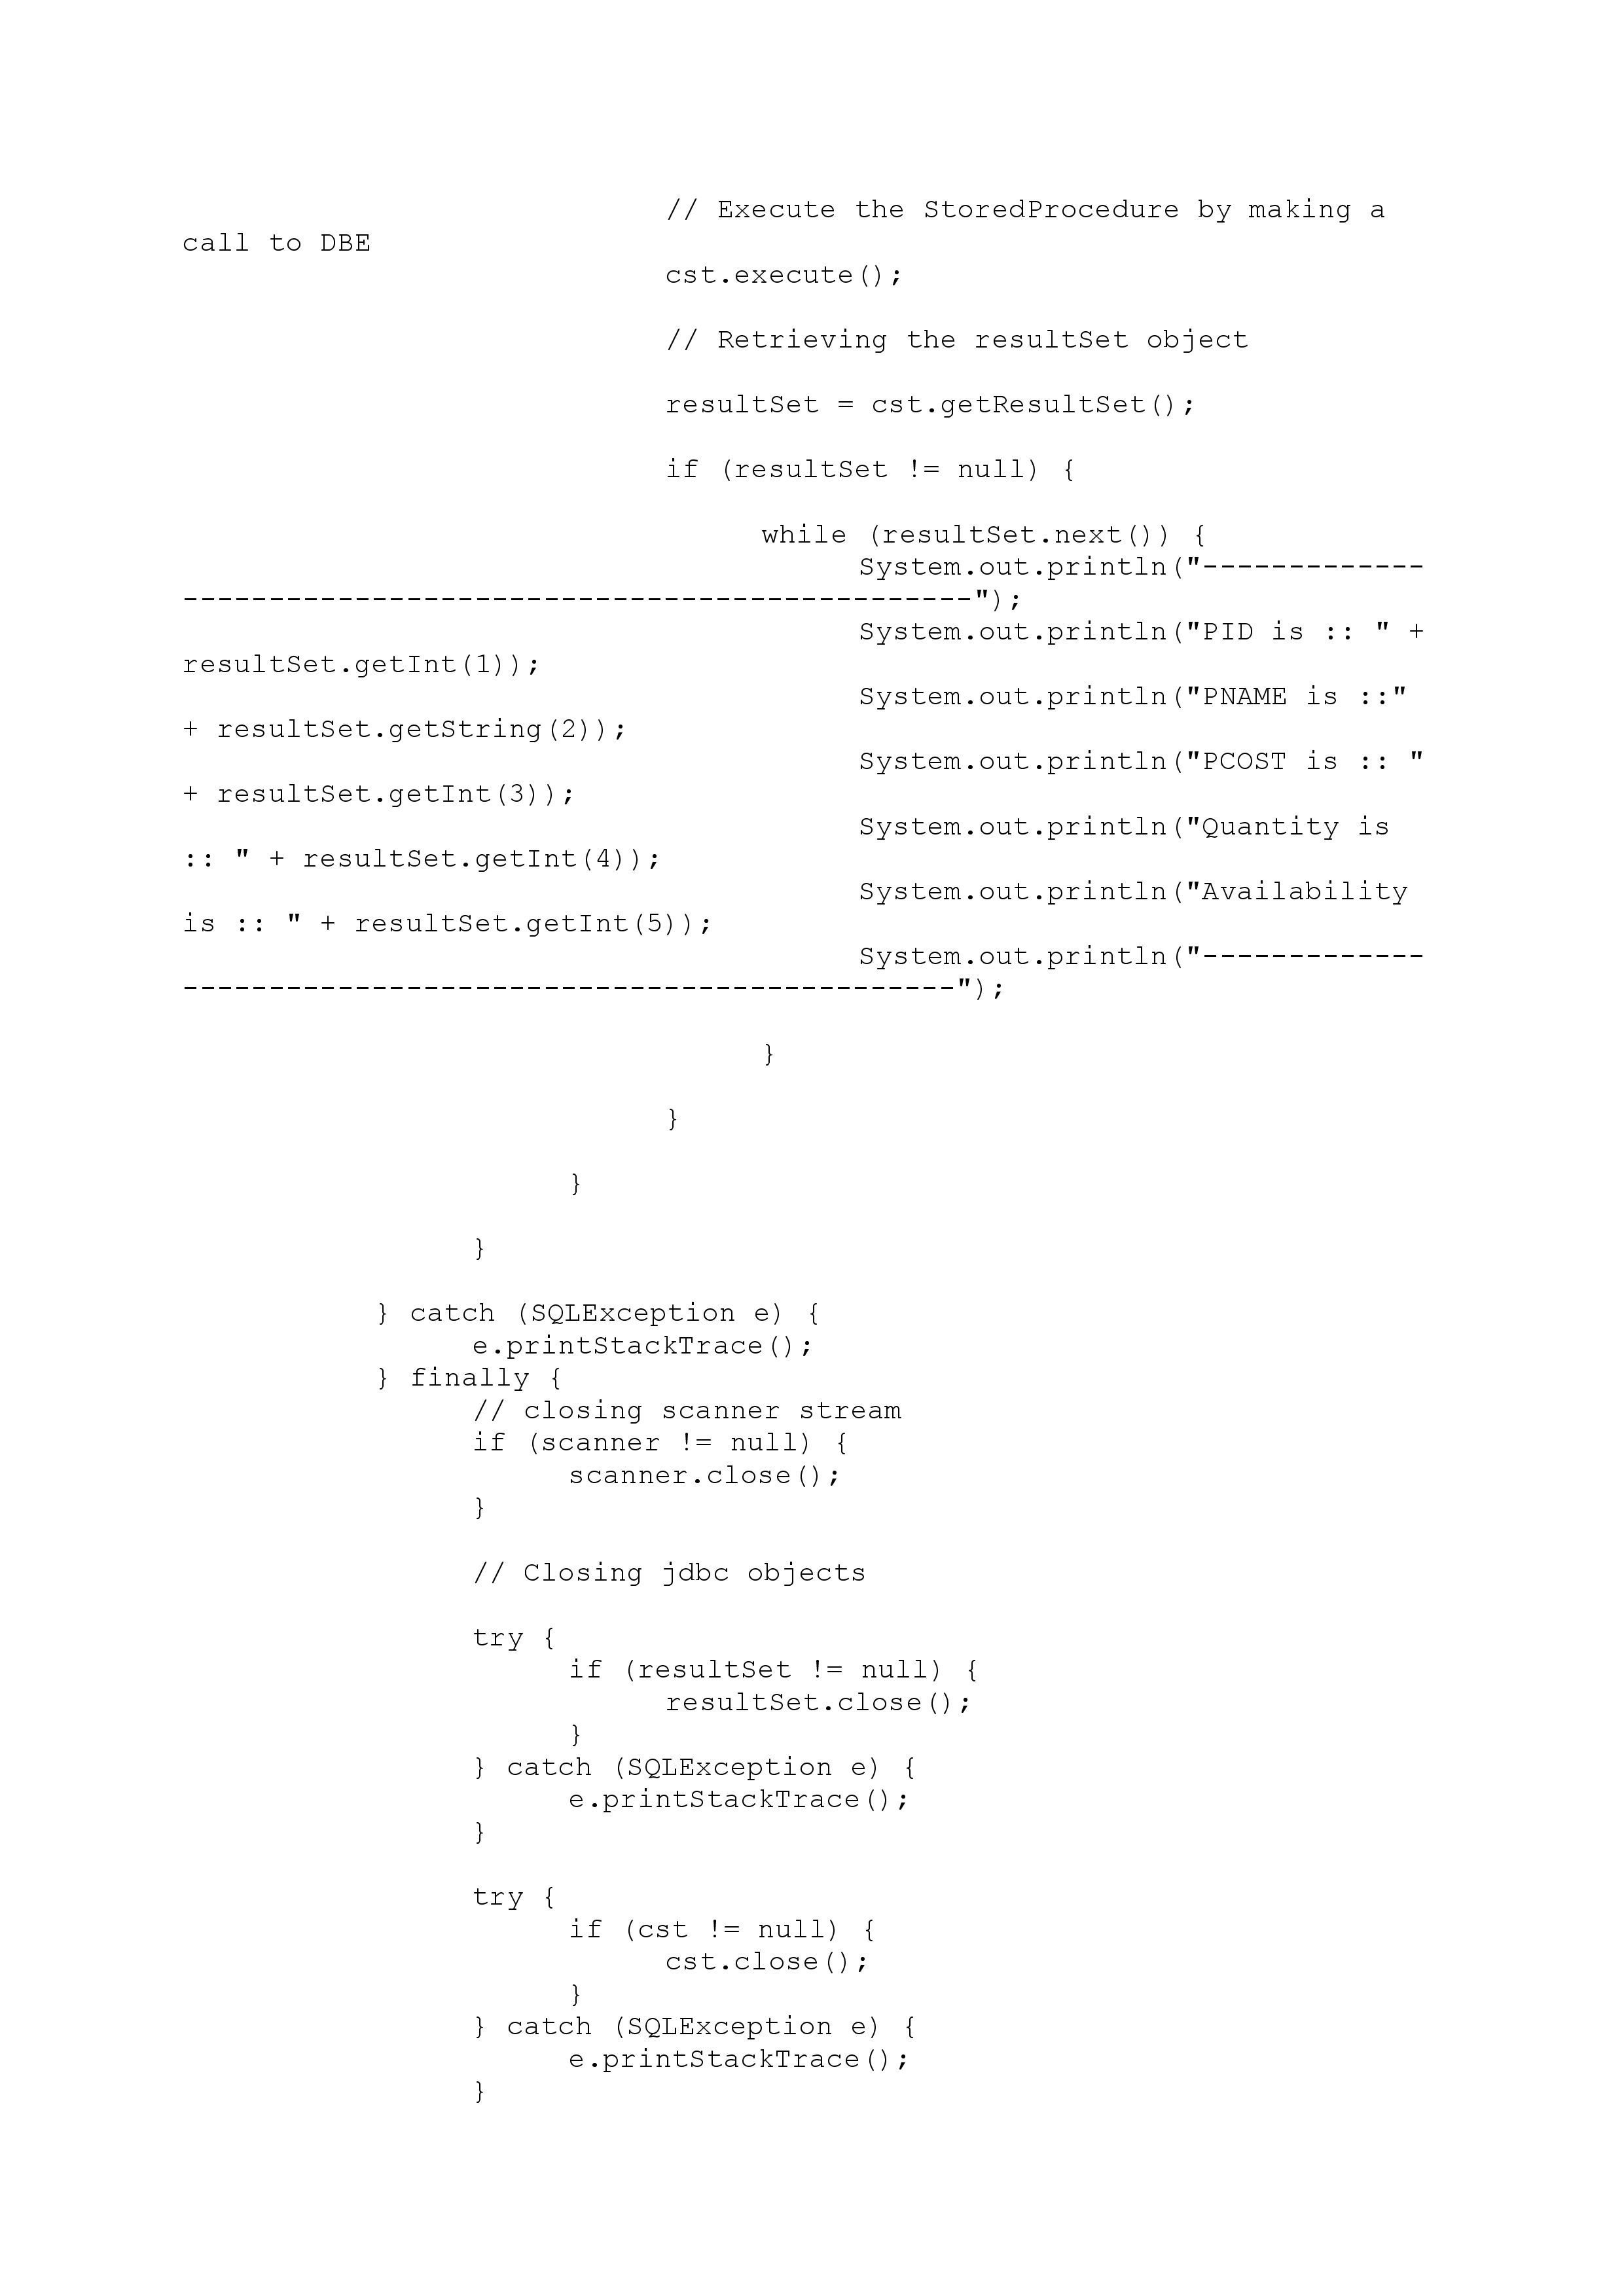 // Execute the StoredProcedure by making a
call to DBE
cst.execute();
// Retrieving the resultSet object
resultSet = cst.getResultSet();
if (resultSet != null) {
while (resultSet.next()) {
System.out.println("-------------
----------------------------------------------");
System.out.println("PID is :: " +
resultSet.getInt(1));
System.out.println("PNAME is ::"
+ resultSet.getString(2));
System.out.println("PCOST is :: "
+ resultSet.getInt(3));
System.out.println("Quantity is
:: " + resultSet.getInt(4));
System.out.println("Availability
is :: " + resultSet.getInt(5));
System.out.println("-------------
---------------------------------------------");
}
}
}
}
} catch (SQLException e) {
e.printStackTrace();
} finally {
// closing scanner stream
if (scanner != null) {
scanner.close();
}
// Closing jdbc objects
try {
if (resultSet != null) {
resultSet.close();
}
} catch (SQLException e) {
e.printStackTrace();
}
try {
if (cst != null) {
cst.close();
}
} catch (SQLException e) {
e.printStackTrace();
}